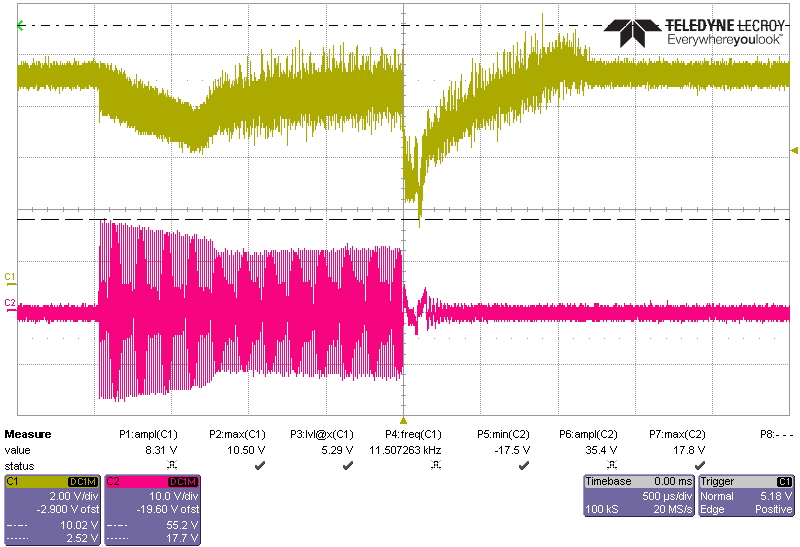 TELEDYNE LECROY
Everywhereyoulook™
C1
C2
Measure P1:ampl(C1) P2:max(C1) P3:lvl@x(C1) P4:freq(C1) P5:min(C2) P6:ampl(C2) P7:max(C2) P8:- - -
value 8.31 V 10.50 V 5.29 V 11.507263 kHz -17.5 V 35.4 V 17.8 V
status
C1 DC1M
2.00 V/div
-2.900 V ofst
10.02 V
2.52 V
C2 DC1M
10.0 V/div
-19.60 V ofst
55.2 V
17.7 V
Timebase 0.00 ms
500 µs/div
100 kS 20 MS/s
Trigger C1
Normal 5.18 V
Edge Positive